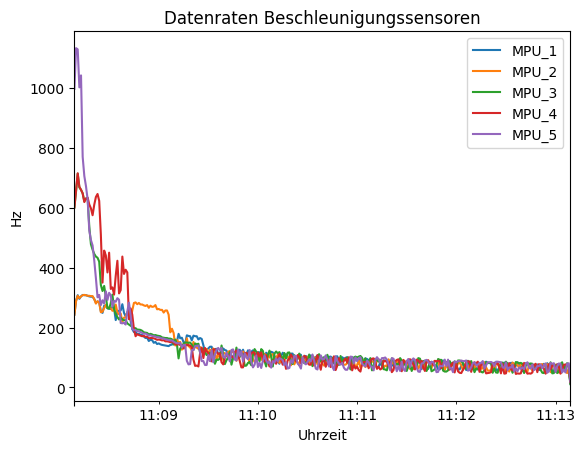 Datenraten Beschleunigungssensoren
MPU_1
MPU_2
MPU_3
MPU_4
MPU_5
Hz
1000
800
600
400
200
0
11:09 11:10 11:11 11:12 11:13
Uhrzeit